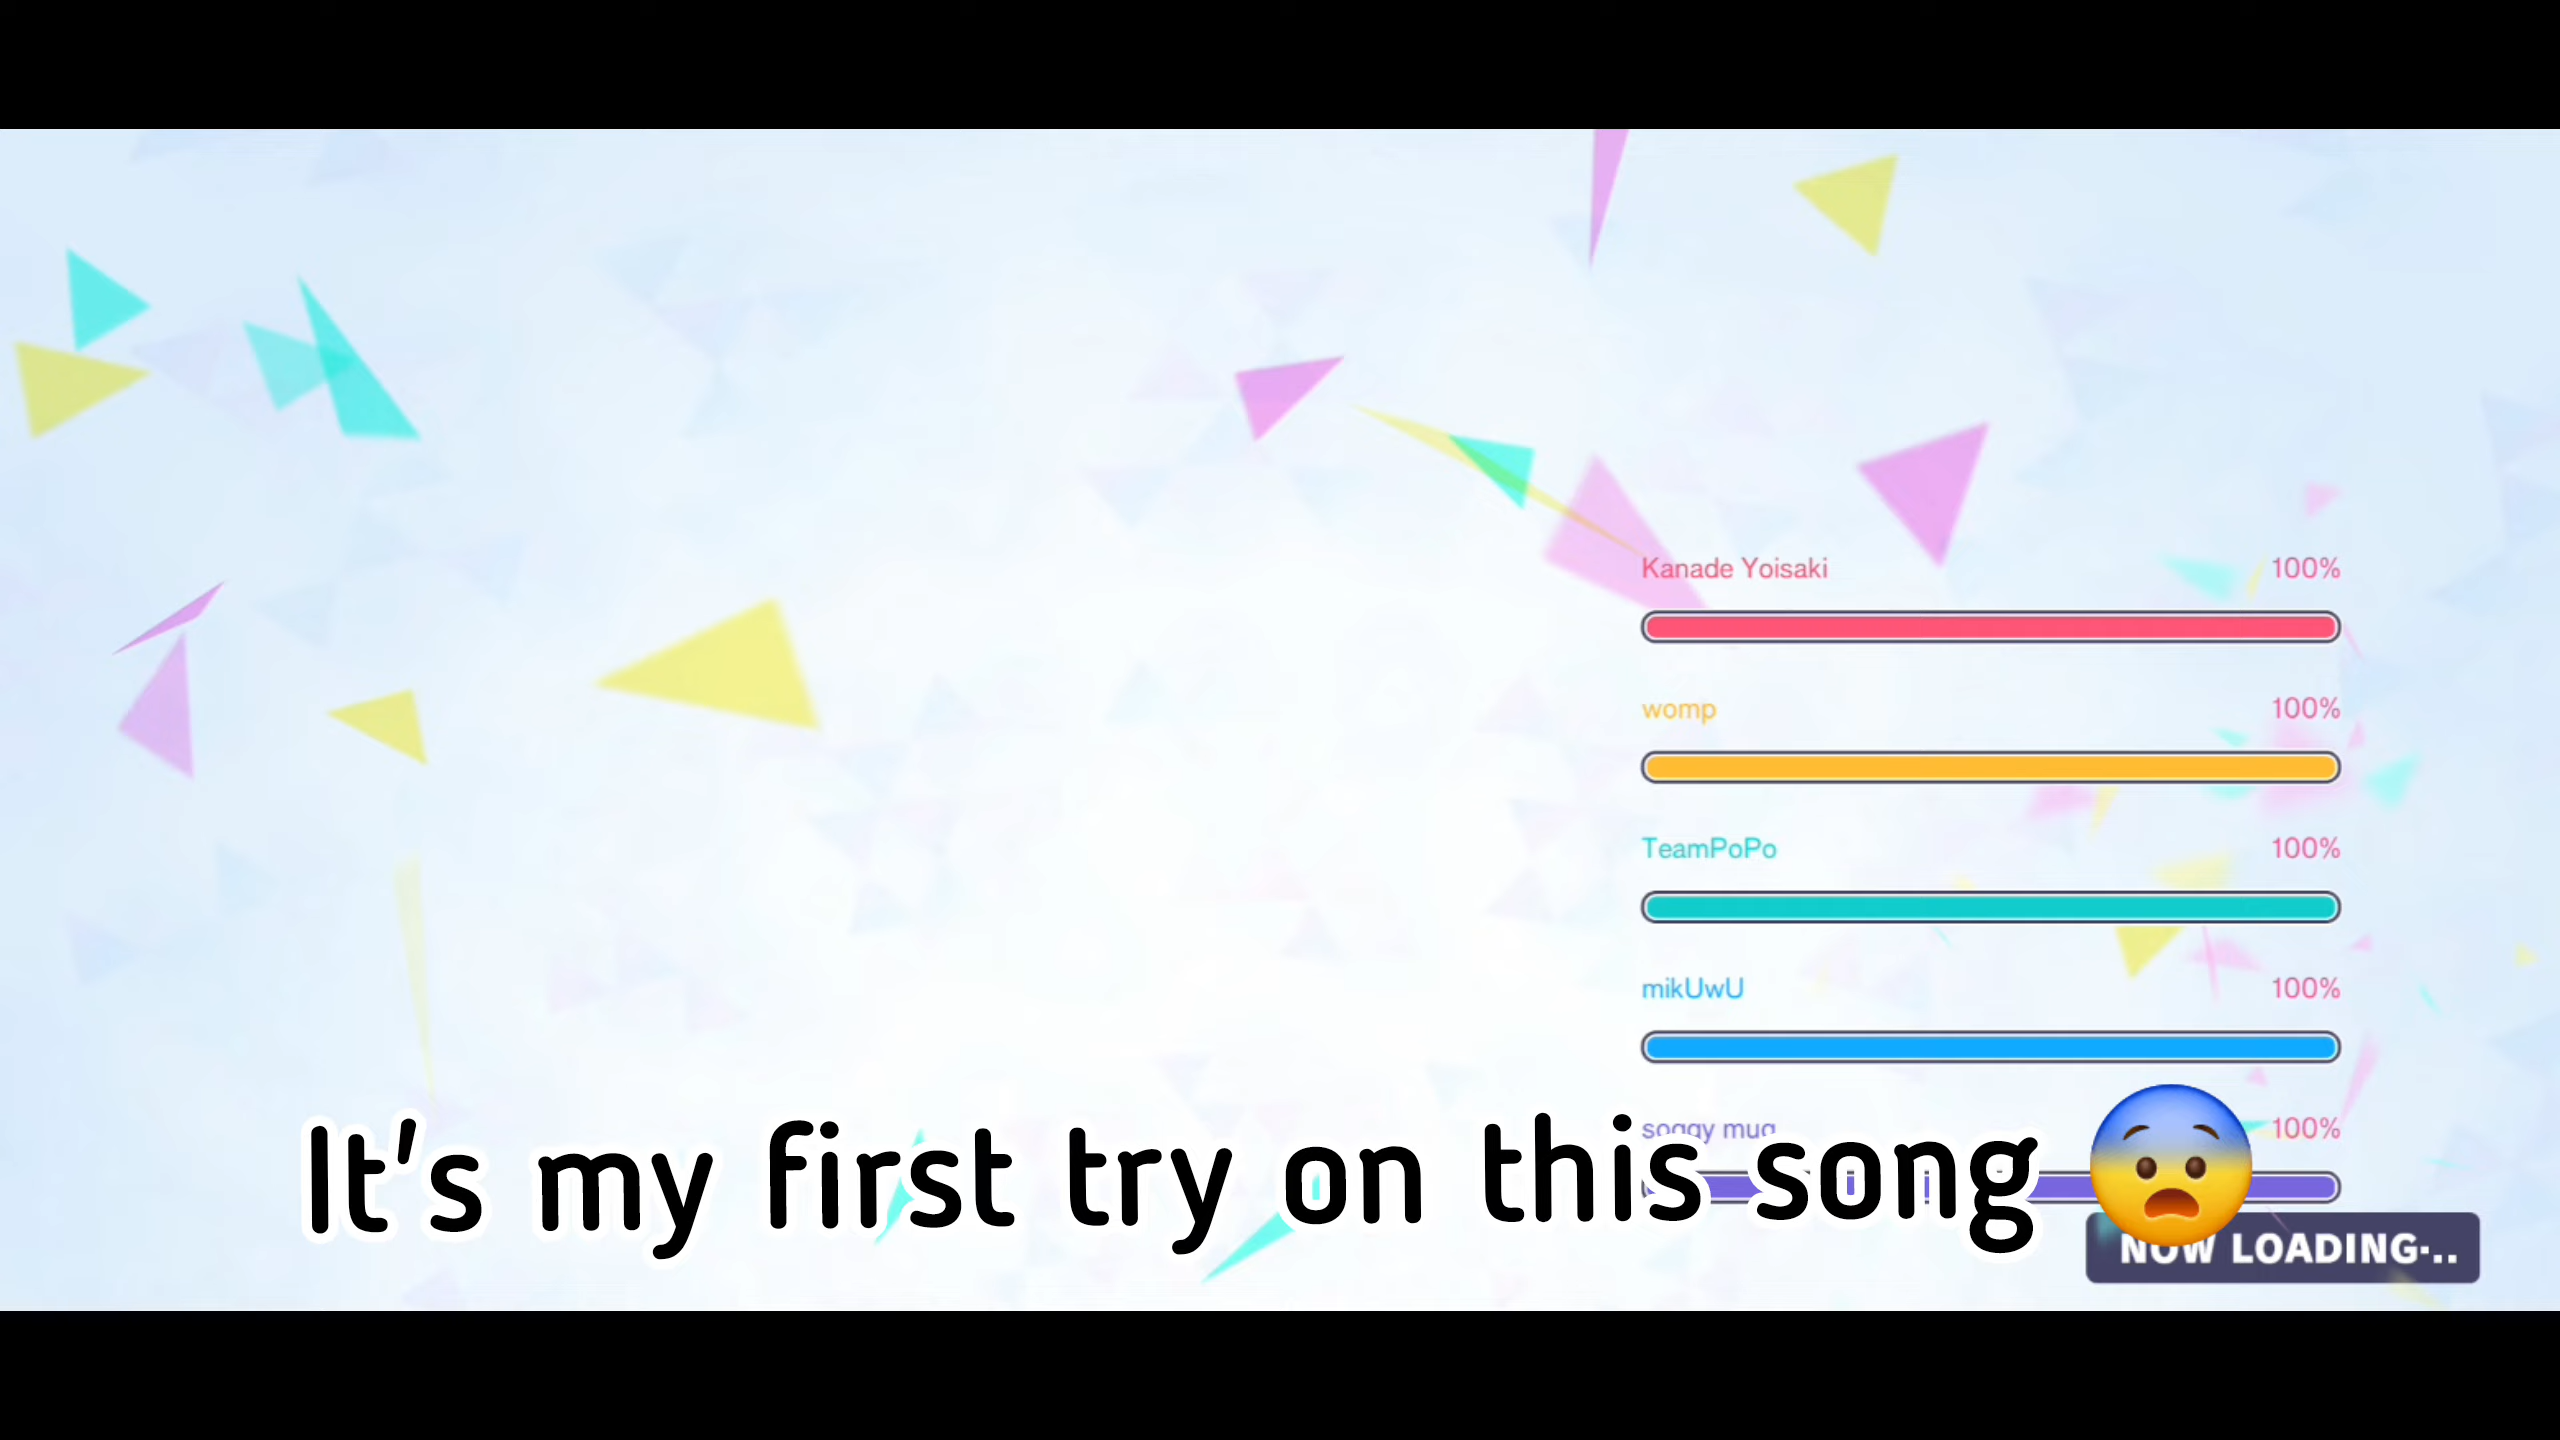 Kanade Yoisaki 100%
womp 100%
TeamPoPo 100%
mikUwU 100%
soggy mug 100%
It's my first try on this song 😨
NOW LOADING...